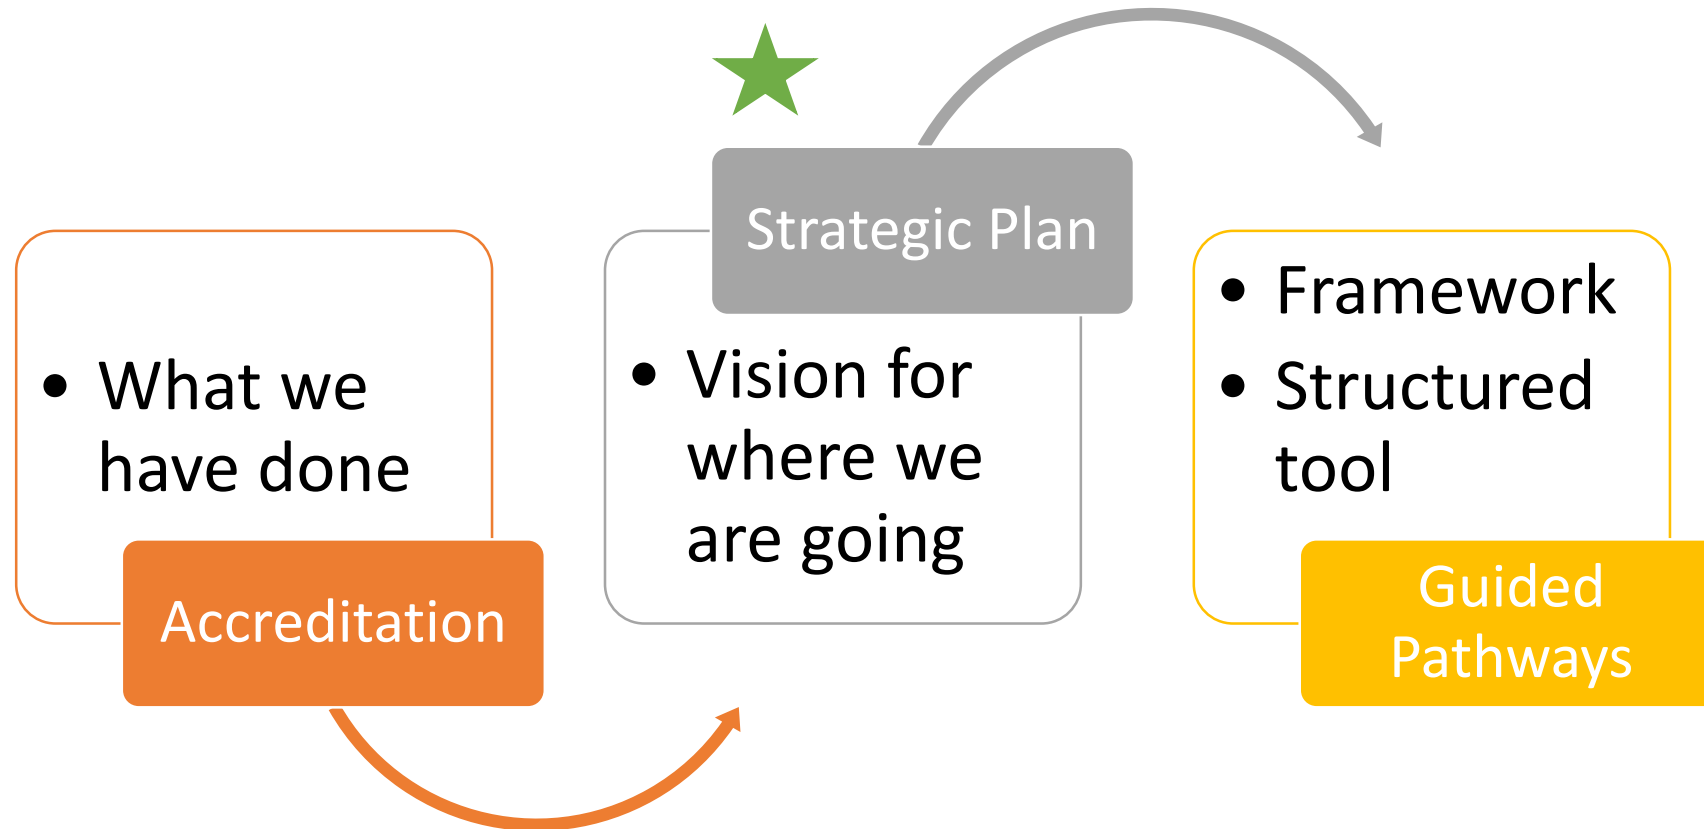 • What we
have done
Accreditation
Strategic Plan
• Vision for
where we
are going
• Framework
• Structured
tool
Guided
Pathways